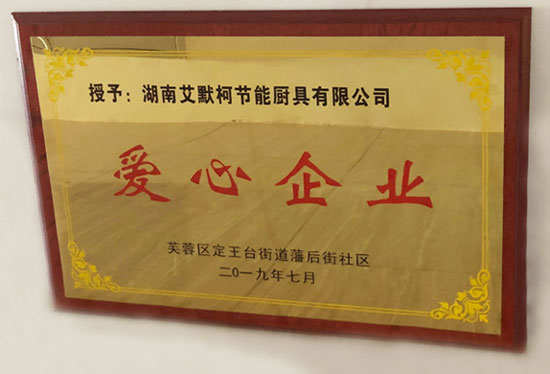 授予：湖南艾默柯节能厨具有限公司
爱心企业
芙蓉区定王台街道藩后街社区
二〇一九年七月